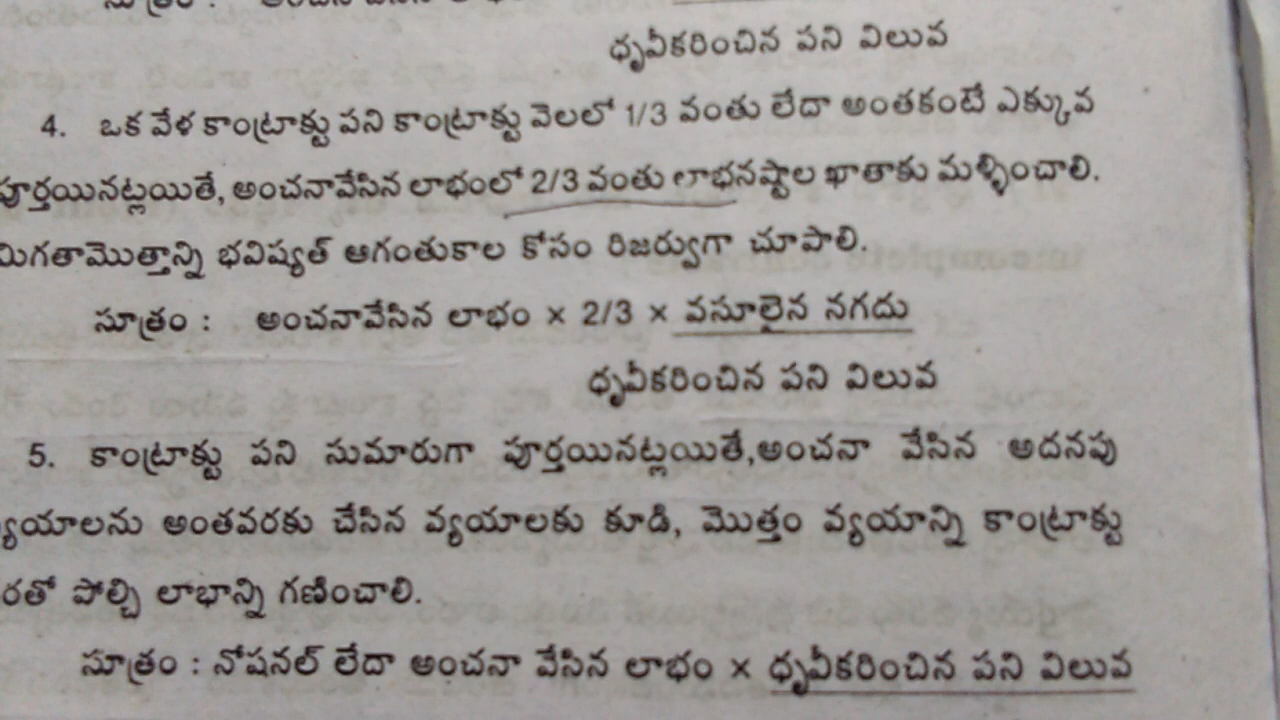 ధృవీకరించిన పని విలువ
4. ఒక వేళ కాంట్రాక్టు పని కాంట్రాక్టు వెలలో 1/3 వంతు లేదా అంతకంటే ఎక్కువ
పూర్తయినట్లయితే, అంచనావేసిన లాభంలో 2/3 వంతు లాభనష్టాల ఖాతాకు మళ్ళించాలి.
మిగతామొత్తాన్ని భవిష్యత్ ఆగంతుకాల కోసం రిజర్వుగా చూపాలి.
సూత్రం : అంచనావేసిన లాభం × 2/3 × వసూలైన నగదు
ధృవీకరించిన పని విలువ
5. కాంట్రాక్టు పని సుమారుగా పూర్తయినట్లయితే,అంచనా వేసిన అదనపు
వ్యయాలను అంతవరకు చేసిన వ్యయాలకు కూడి, మొత్తం వ్యయాన్ని కాంట్రాక్టు
పోల్చి లాభాన్ని గణించాలి.
సూత్రం : నోషనల్ లేదా అంచనా వేసిన లాభం × ధృవీకరించిన పని విలువ